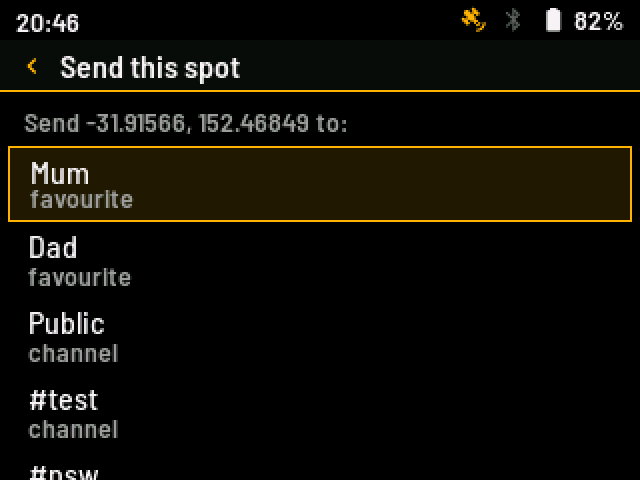 20:46
82%
Send this spot
Send -31.91566, 152.46849 to:
Mum
favourite
Dad
favourite
Public
channel
#test
channel
#nsw